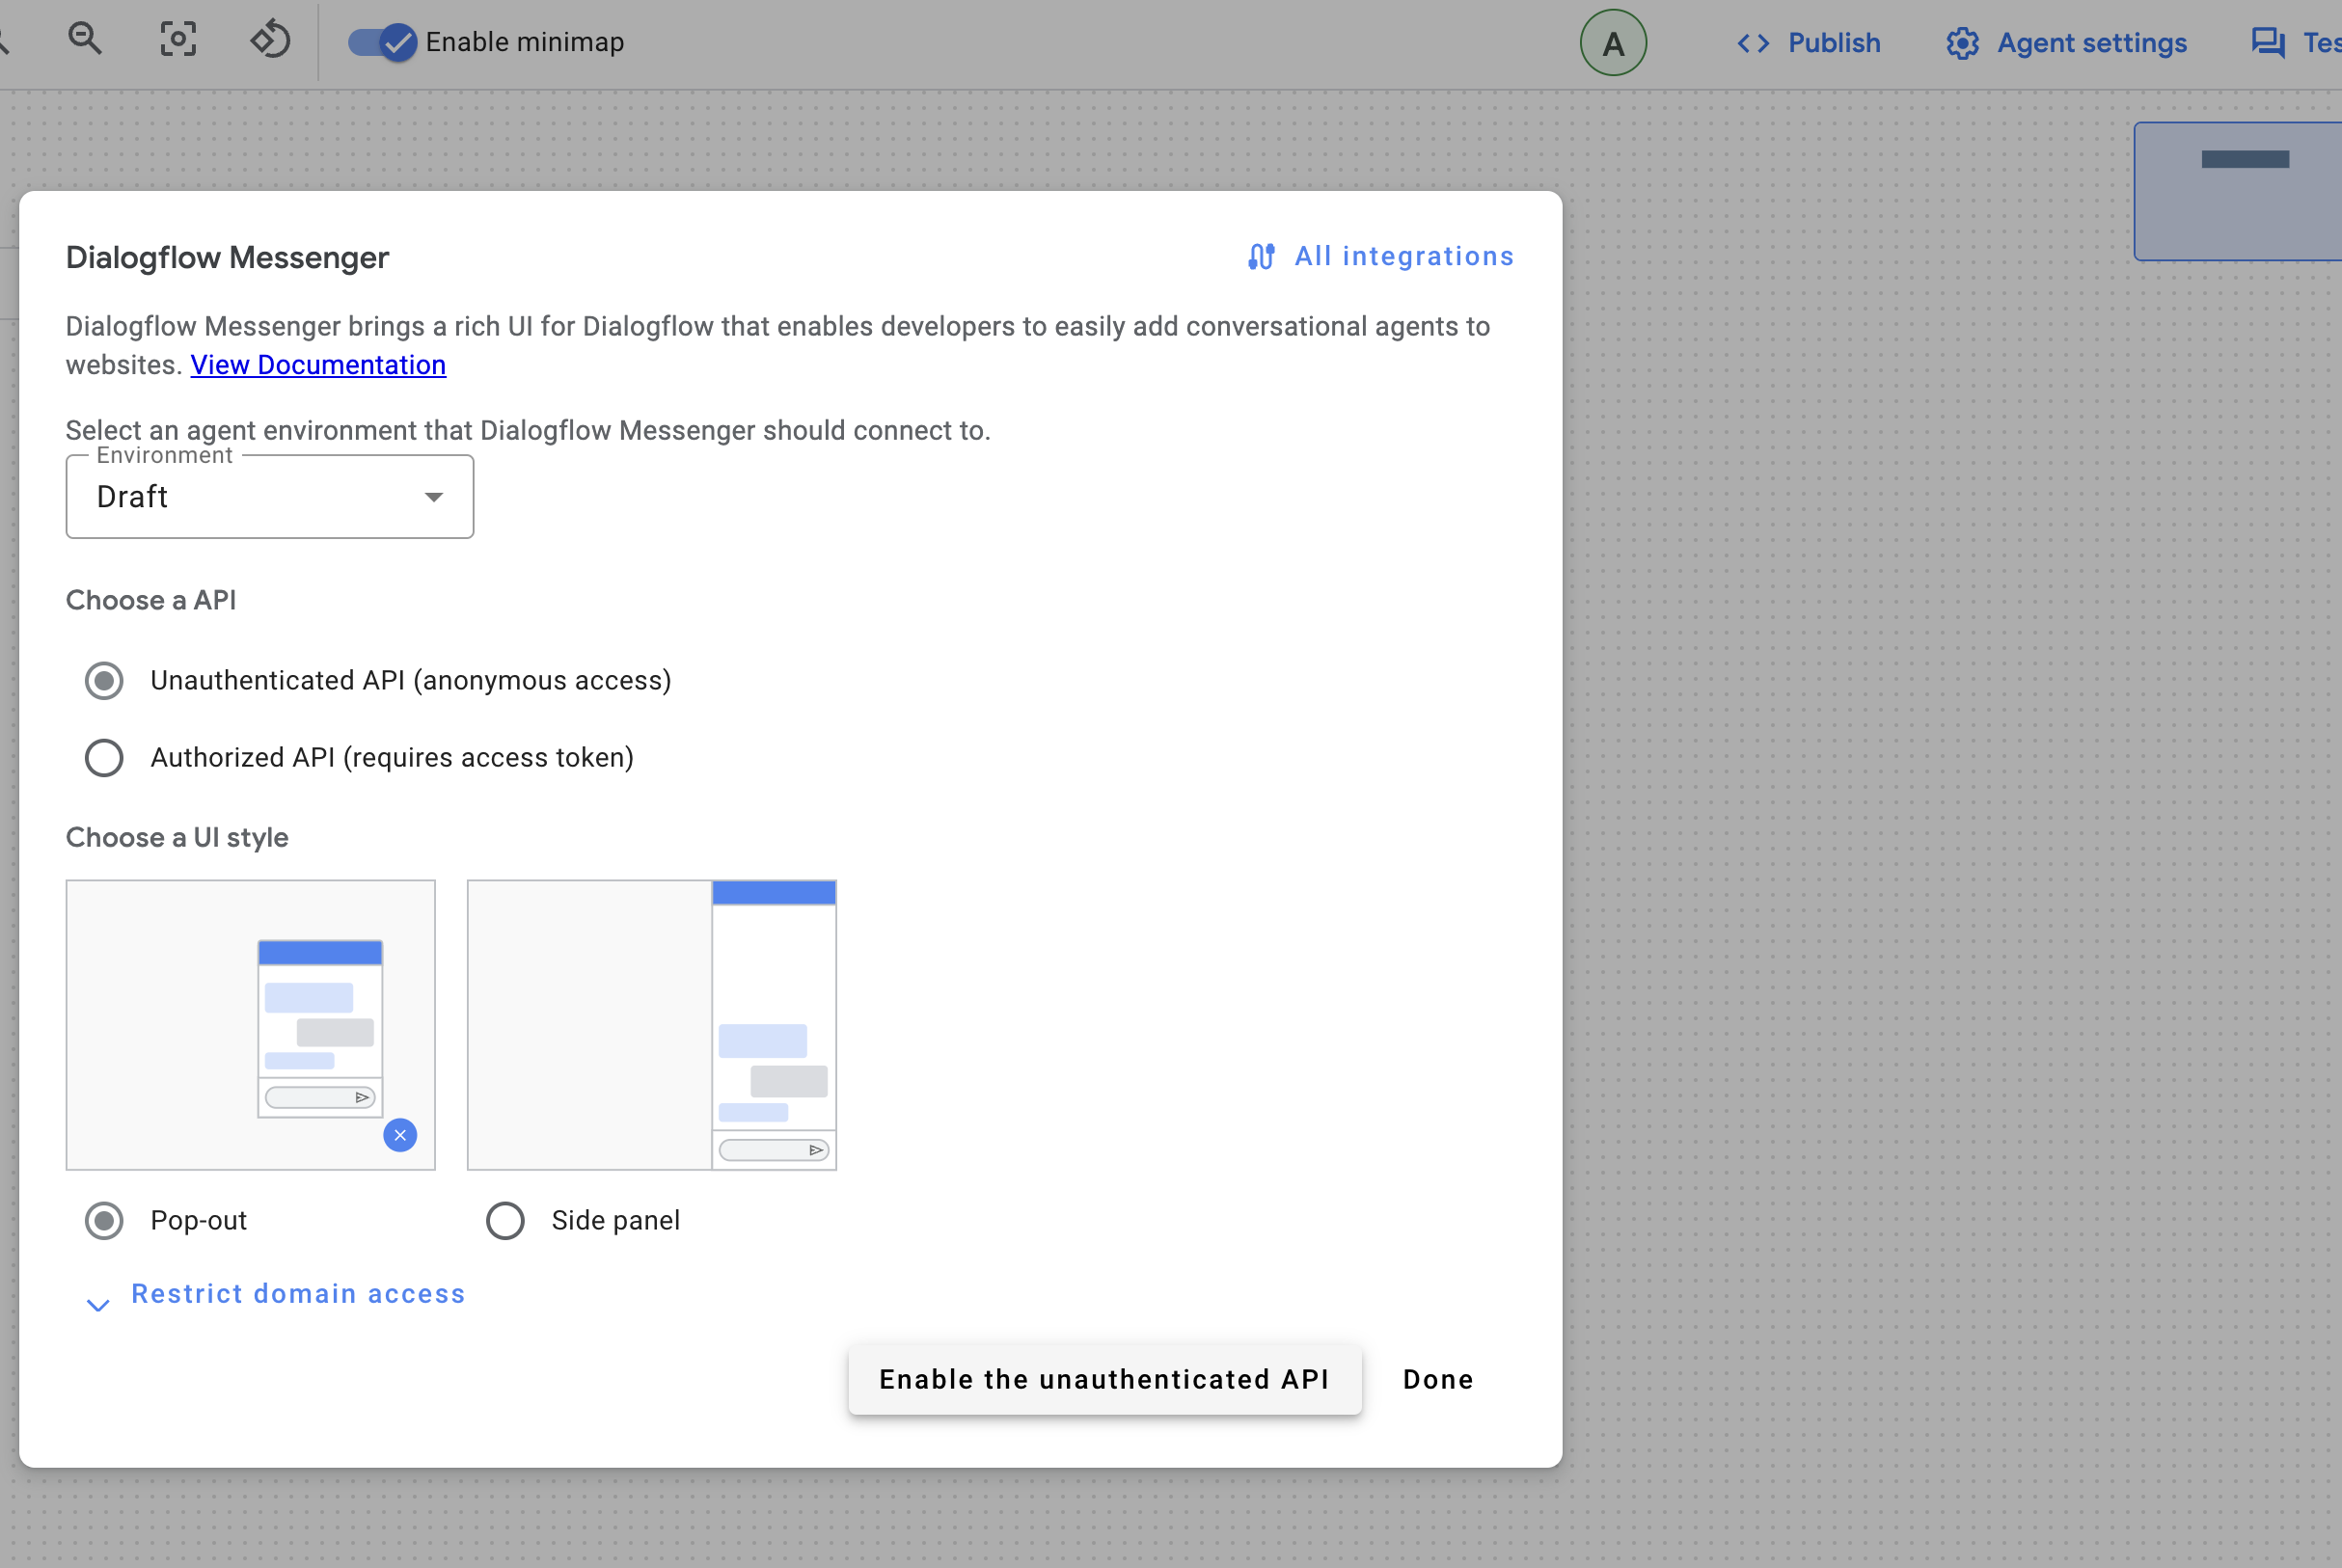 Enable minimap
A
Publish
Agent settings
Dialogflow Messenger
All integrations
Dialogflow Messenger brings a rich UI for Dialogflow that enables developers to easily add conversational agents to
websites. View Documentation
Select an agent environment that Dialogflow Messenger should connect to.
Environment
Draft
Choose a API
Unauthenticated API (anonymous access)
Authorized API (requires access token)
Choose a UI style
Pop-out
Side panel
Restrict domain access
Enable the unauthenticated API
Done